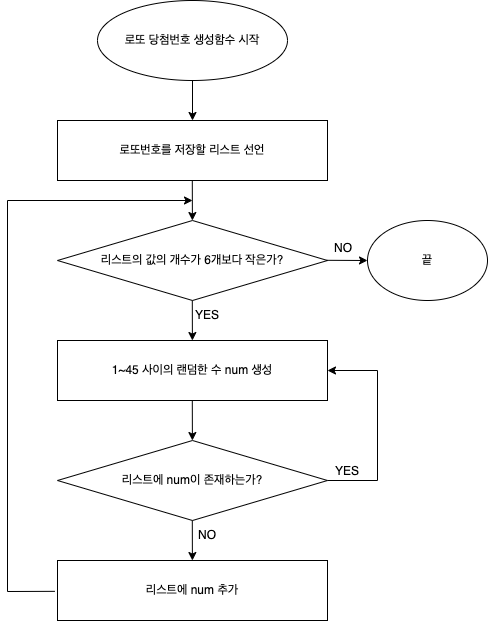 로또 당첨번호 생성함수 시작
로또번호를 저장할 리스트 선언
리스트의 값의 개수가 6개보다 작은가?
NO
끝
YES
1~45 사이의 랜덤한 수 num 생성
리스트에 num이 존재하는가?
YES
NO
리스트에 num 추가